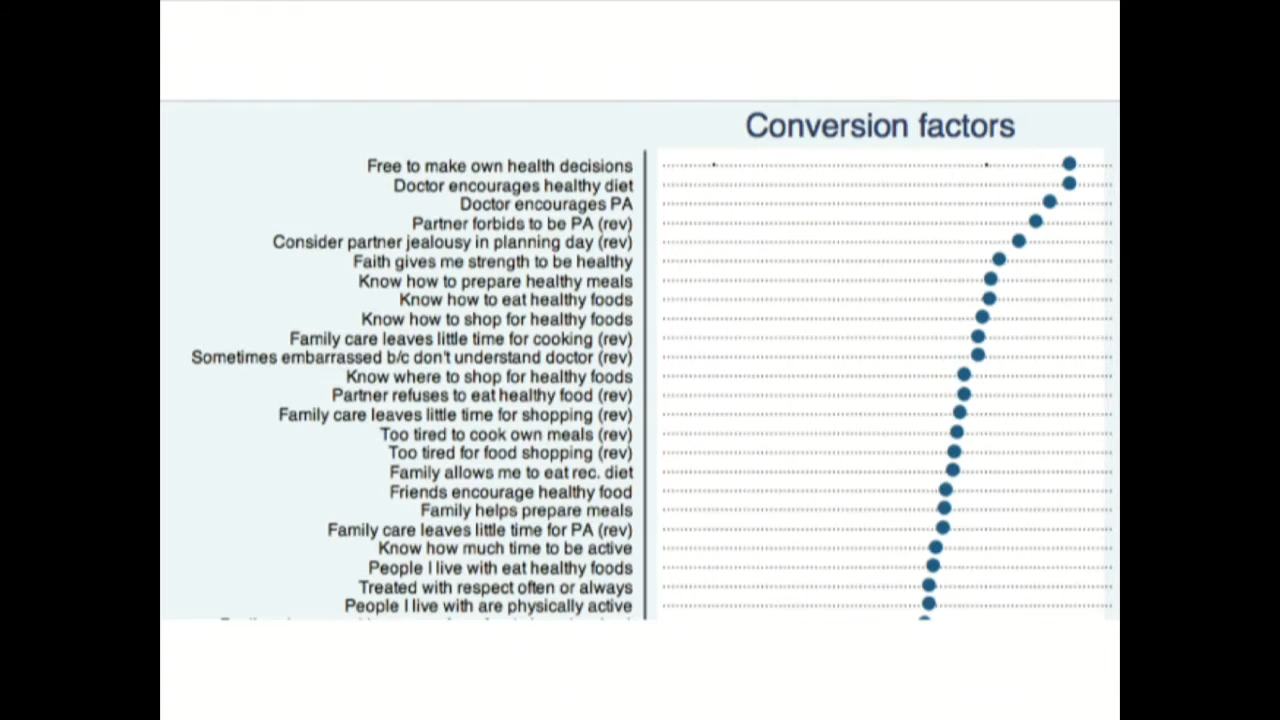 Conversion factors
Free to make own health decisions
Doctor encourages healthy diet
Doctor encourages PA
Partner forbids to be PA (rev)
Consider partner jealousy in planning day (rev)
Faith gives me strength to be healthy
Know how to prepare healthy meals
Know how to eat healthy foods
Know how to shop for healthy foods
Family care leaves little time for cooking (rev)
Sometimes embarrassed b/c don't understand doctor (rev)
Know where to shop for healthy foods
Partner refuses to eat healthy food (rev)
Family care leaves little time for shopping (rev)
Too tired to cook own meals (rev)
Too tired for food shopping (rev)
Family allows me to eat rec. diet
Friends encourage healthy food
Family helps prepare meals
Family care leaves little time for PA (rev)
Know how much time to be active
People I live with eat healthy foods
Treated with respect often or always
People I live with are physically active